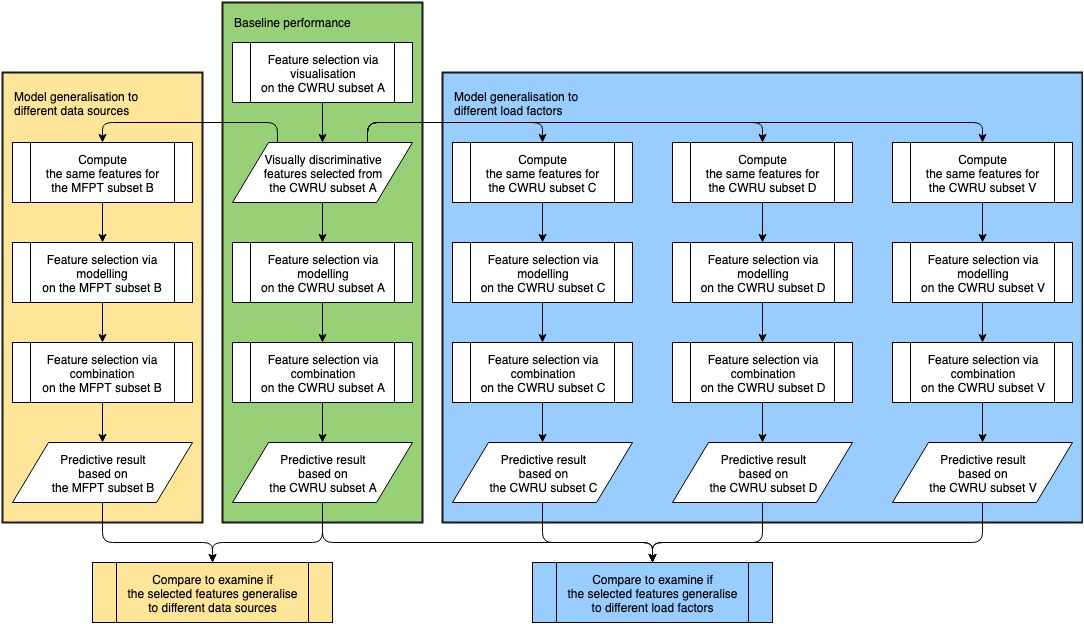 Baseline performance
Feature selection via
visualisation
on the CWRU subset A
Model generalisation to
different data sources
Model generalisation to
different load factors
Compute
the same features for
the MFPT subset B
Visually discriminative
features selected from
the CWRU subset A
Compute
the same features for
the CWRU subset C
Compute
the same features for
the CWRU subset D
Compute
the same features for
the CWRU subset V
Feature selection via
modelling
on the MFPT subset B
Feature selection via
modelling
on the CWRU subset A
Feature selection via
modelling
on the CWRU subset C
Feature selection via
modelling
on the CWRU subset D
Feature selection via
modelling
on the CWRU subset V
Feature selection via
combination
on the MFPT subset B
Feature selection via
combination
on the CWRU subset A
Feature selection via
combination
on the CWRU subset C
Feature selection via
combination
on the CWRU subset D
Feature selection via
combination
on the CWRU subset V
Predictive result
based on
the MFPT subset B
Predictive result
based on
the CWRU subset A
Predictive result
based on
the CWRU subset C
Predictive result
based on
the CWRU subset D
Predictive result
based on
the CWRU subset V
Compare to examine if
the selected features generalise
to different data sources
Compare to examine if
the selected features generalise
to different load factors